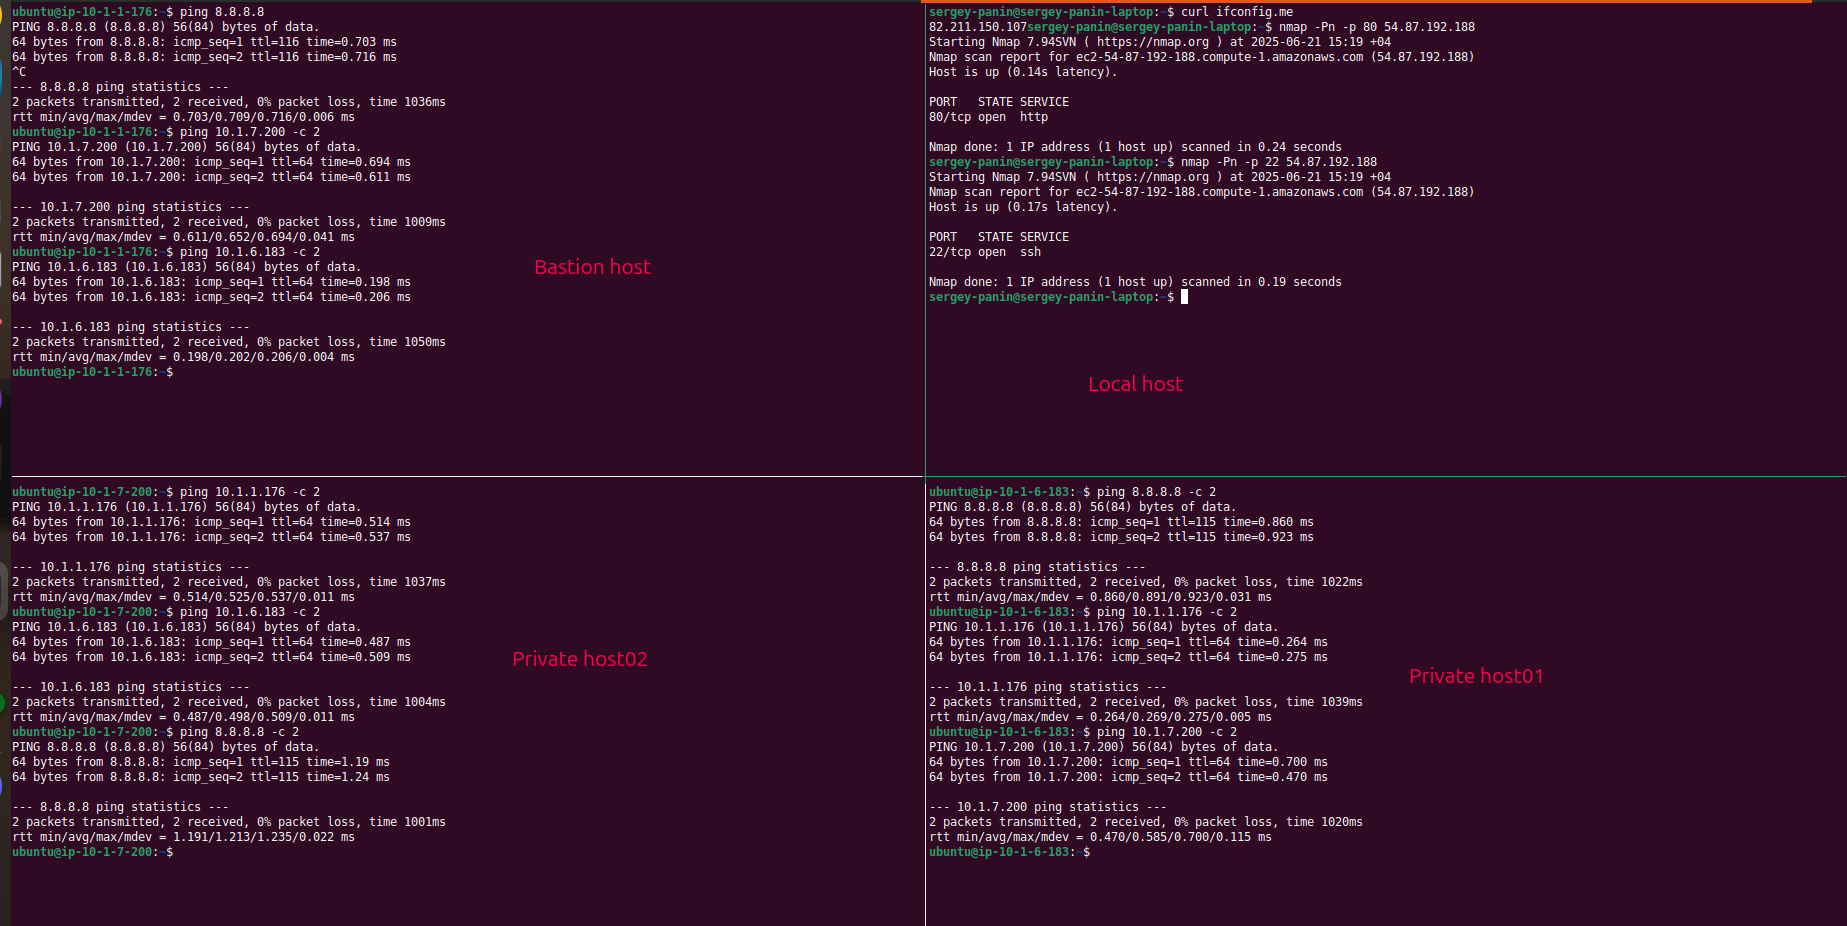 ubuntu@ip-10-1-1-176:~$ ping 8.8.8.8
PING 8.8.8.8 (8.8.8.8) 56(84) bytes of data.
64 bytes from 8.8.8.8: icmp_seq=1 ttl=116 time=0.703 ms
64 bytes from 8.8.8.8: icmp_seq=2 ttl=116 time=0.716 ms
^C
--- 8.8.8.8 ping statistics ---
2 packets transmitted, 2 received, 0% packet loss, time 1036ms
rtt min/avg/max/mdev = 0.703/0.709/0.716/0.006 ms
ubuntu@ip-10-1-1-176:~$ ping 10.1.7.200 -c 2
PING 10.1.7.200 (10.1.7.200) 56(84) bytes of data.
64 bytes from 10.1.7.200: icmp_seq=1 ttl=64 time=0.694 ms
64 bytes from 10.1.7.200: icmp_seq=2 ttl=64 time=0.611 ms
--- 10.1.7.200 ping statistics ---
2 packets transmitted, 2 received, 0% packet loss, time 1009ms
rtt min/avg/max/mdev = 0.611/0.652/0.694/0.041 ms
ubuntu@ip-10-1-1-176:~$ ping 10.1.6.183 -c 2
PING 10.1.6.183 (10.1.6.183) 56(84) bytes of data.
64 bytes from 10.1.6.183: icmp_seq=1 ttl=64 time=0.198 ms
64 bytes from 10.1.6.183: icmp_seq=2 ttl=64 time=0.206 ms
--- 10.1.6.183 ping statistics ---
2 packets transmitted, 2 received, 0% packet loss, time 1050ms
rtt min/avg/max/mdev = 0.198/0.202/0.206/0.004 ms
ubuntu@ip-10-1-1-176:~$
Bastion host
sergey-panin@sergey-panin-laptop:~$ curl ifconfig.me
82.211.150.107sergey-panin@sergey-panin-laptop:~$ nmap -Pn -p 80 54.87.192.188
Starting Nmap 7.94SVN ( https://nmap.org ) at 2025-06-21 15:19 +04
Nmap scan report for ec2-54-87-192-188.compute-1.amazonaws.com (54.87.192.188)
Host is up (0.14s latency).
PORT   STATE SERVICE
80/tcp open  http
Nmap done: 1 IP address (1 host up) scanned in 0.24 seconds
sergey-panin@sergey-panin-laptop:~$ nmap -Pn -p 22 54.87.192.188
Starting Nmap 7.94SVN ( https://nmap.org ) at 2025-06-21 15:19 +04
Nmap scan report for ec2-54-87-192-188.compute-1.amazonaws.com (54.87.192.188)
Host is up (0.17s latency).
PORT   STATE SERVICE
22/tcp open  ssh
Nmap done: 1 IP address (1 host up) scanned in 0.19 seconds
sergey-panin@sergey-panin-laptop:~$
Local host
ubuntu@ip-10-1-7-200:~$ ping 10.1.1.176 -c 2
PING 10.1.1.176 (10.1.1.176) 56(84) bytes of data.
64 bytes from 10.1.1.176: icmp_seq=1 ttl=64 time=0.514 ms
64 bytes from 10.1.1.176: icmp_seq=2 ttl=64 time=0.537 ms
--- 10.1.1.176 ping statistics ---
2 packets transmitted, 2 received, 0% packet loss, time 1037ms
rtt min/avg/max/mdev = 0.514/0.525/0.537/0.011 ms
ubuntu@ip-10-1-7-200:~$ ping 10.1.6.183 -c 2
PING 10.1.6.183 (10.1.6.183) 56(84) bytes of data.
64 bytes from 10.1.6.183: icmp_seq=1 ttl=64 time=0.487 ms
64 bytes from 10.1.6.183: icmp_seq=2 ttl=64 time=0.509 ms
--- 10.1.6.183 ping statistics ---
2 packets transmitted, 2 received, 0% packet loss, time 1004ms
rtt min/avg/max/mdev = 0.487/0.498/0.509/0.011 ms
ubuntu@ip-10-1-7-200:~$ ping 8.8.8.8 -c 2
PING 8.8.8.8 (8.8.8.8) 56(84) bytes of data.
64 bytes from 8.8.8.8: icmp_seq=1 ttl=115 time=1.19 ms
64 bytes from 8.8.8.8: icmp_seq=2 ttl=115 time=1.24 ms
--- 8.8.8.8 ping statistics ---
2 packets transmitted, 2 received, 0% packet loss, time 1001ms
rtt min/avg/max/mdev = 1.191/1.213/1.235/0.022 ms
ubuntu@ip-10-1-7-200:~$
Private host02
ubuntu@ip-10-1-6-183:~$ ping 8.8.8.8 -c 2
PING 8.8.8.8 (8.8.8.8) 56(84) bytes of data.
64 bytes from 8.8.8.8: icmp_seq=1 ttl=115 time=0.860 ms
64 bytes from 8.8.8.8: icmp_seq=2 ttl=115 time=0.923 ms
--- 8.8.8.8 ping statistics ---
2 packets transmitted, 2 received, 0% packet loss, time 1022ms
rtt min/avg/max/mdev = 0.860/0.891/0.923/0.031 ms
ubuntu@ip-10-1-6-183:~$ ping 10.1.1.176 -c 2
PING 10.1.1.176 (10.1.1.176) 56(84) bytes of data.
64 bytes from 10.1.1.176: icmp_seq=1 ttl=64 time=0.264 ms
64 bytes from 10.1.1.176: icmp_seq=2 ttl=64 time=0.275 ms
--- 10.1.1.176 ping statistics ---
2 packets transmitted, 2 received, 0% packet loss, time 1039ms
rtt min/avg/max/mdev = 0.264/0.269/0.275/0.005 ms
ubuntu@ip-10-1-6-183:~$ ping 10.1.7.200 -c 2
PING 10.1.7.200 (10.1.7.200) 56(84) bytes of data.
64 bytes from 10.1.7.200: icmp_seq=1 ttl=64 time=0.700 ms
64 bytes from 10.1.7.200: icmp_seq=2 ttl=64 time=0.470 ms
--- 10.1.7.200 ping statistics ---
2 packets transmitted, 2 received, 0% packet loss, time 1020ms
rtt min/avg/max/mdev = 0.470/0.585/0.700/0.115 ms
ubuntu@ip-10-1-6-183:~$
Private host01